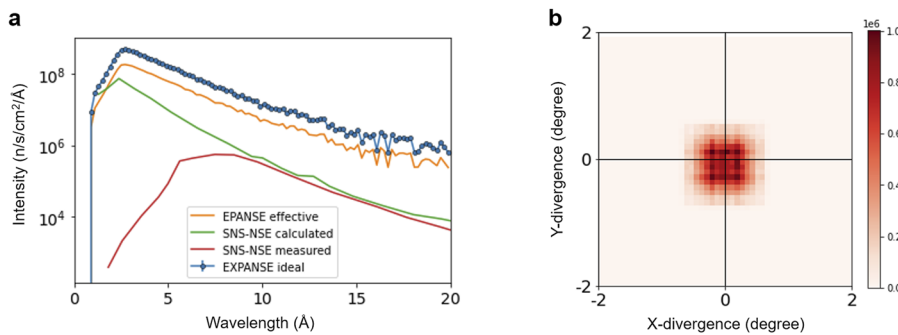 a
b
Intensity (n/s/cm²/Å)
10⁸
10⁶
10⁴
EPANSE effective
SNS-NSE calculated
SNS-NSE measured
EXPANSE ideal
0
5
10
15
20
Wavelength (Å)
Y-divergence (degree)
2
0
-2
-2
0
2
X-divergence (degree)
1e6
1.0
0.8
0.6
0.4
0.2
0.0